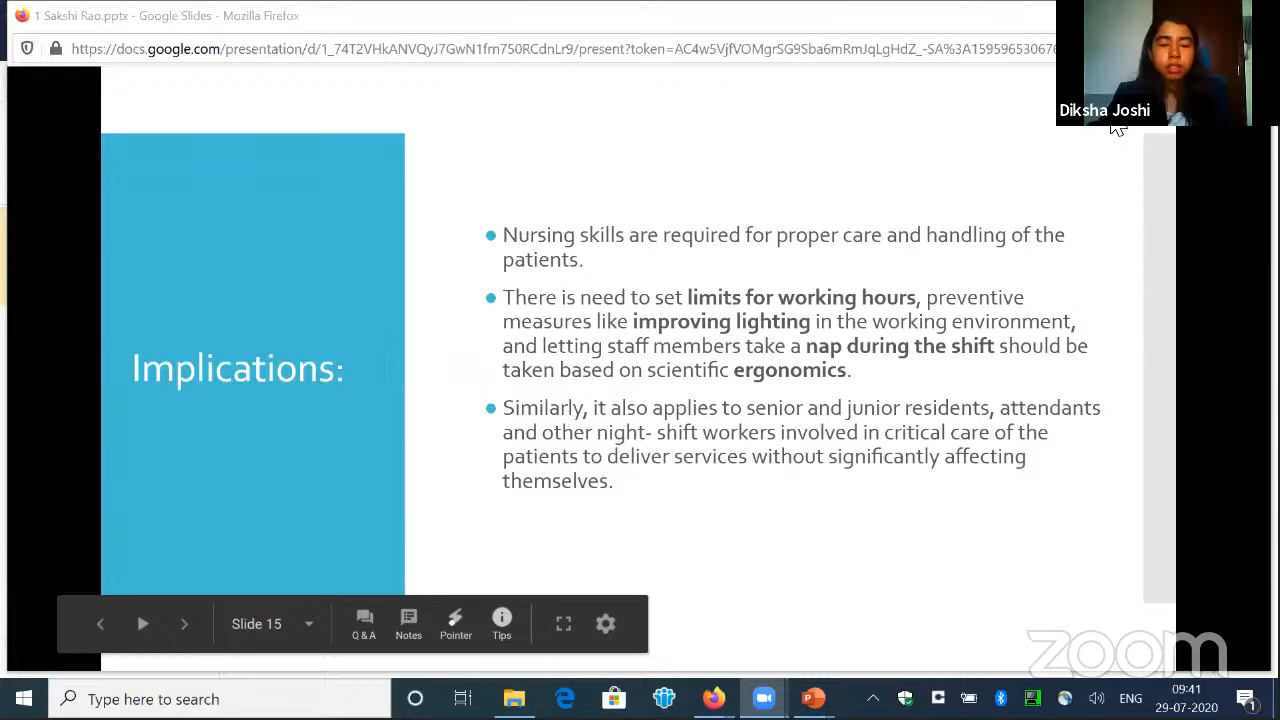 1 Sakshi Rao.pptx - Google Slides - Mozilla Firefox
https://docs.google.com/presentation/d/1_74T2VHkANVQyJ7GwN1frn750RCdnLr9/present?token=AC4w5VjfVOMgrSG9Sba6mRmJqLgHdZ_-SA%3A159596530676
Diksha Joshi
Implications:
Nursing skills are required for proper care and handling of the
patients.
There is need to set limits for working hours, preventive
measures like improving lighting in the working environment,
and letting staff members take a nap during the shift should be
taken based on scientific ergonomics.
Similarly, it also applies to senior and junior residents, attendants
and other night- shift workers involved in critical care of the
patients to deliver services without significantly affecting
themselves.
Slide 15
Q & A
Notes
Pointer
Tips
zoom
Type here to search
ENG
09:41
29-07-2020
1